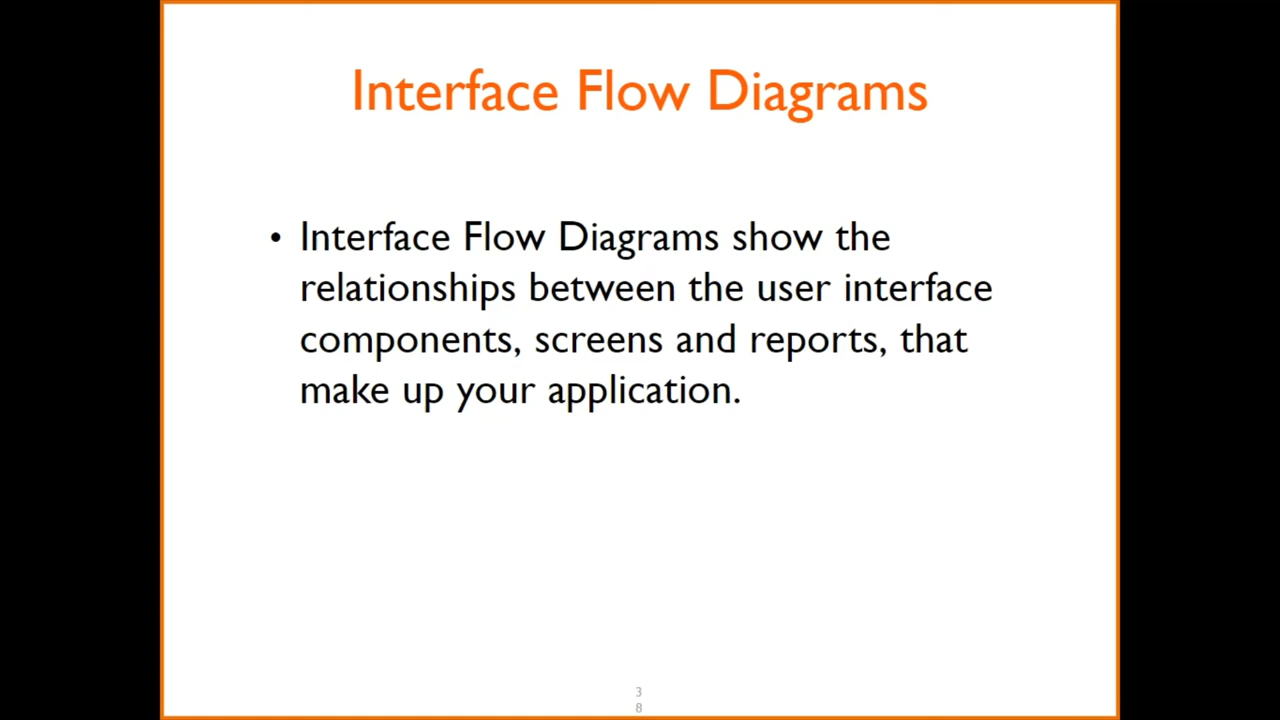 Interface Flow Diagrams
• Interface Flow Diagrams show the
relationships between the user interface
components, screens and reports, that
make up your application.
3
8